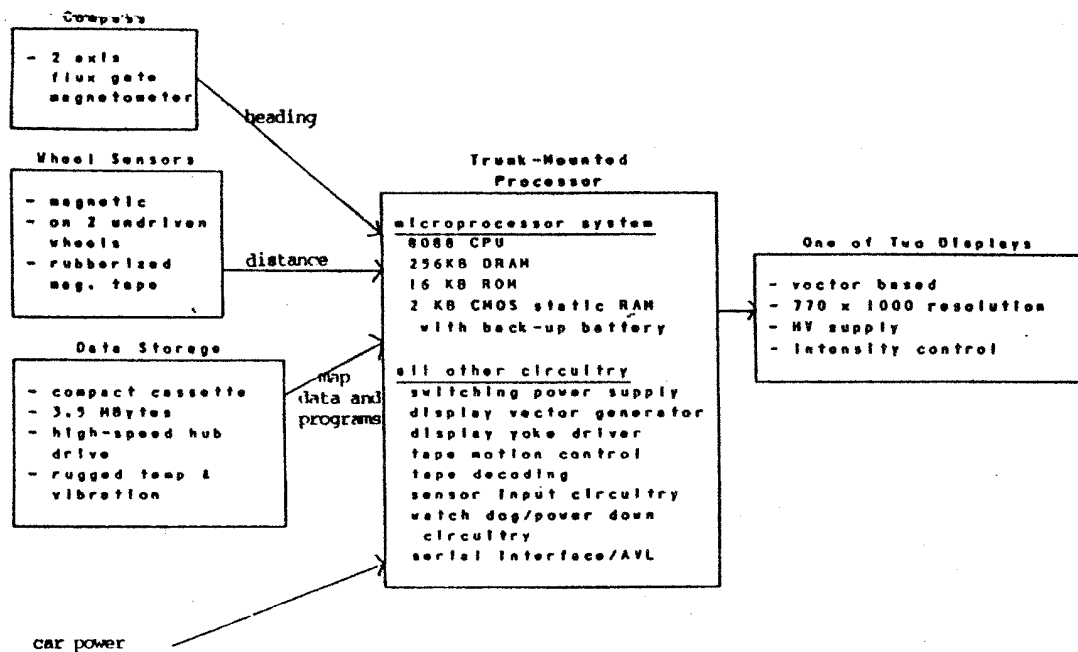 Compass
- 2 axis
flux gate
magnetometer
heading
Wheel Sensors
- magnetic
- on 2 undriven
wheels
- rubberized
mag. tape
distance
Data Storage
- compact cassette
- 3.5 MBytes
- high-speed hub
drive
- rugged temp &
vibration
map
data and
programs
car power
Trunk-Mounted
Processor
microprocessor system
8088 CPU
256KB DRAM
16 KB ROM
2 KB CMOS static RAM
with back-up battery
all other circuitry
switching power supply
display vector generator
display yoke driver
tape motion control
tape decoding
sensor input circuitry
watch dog/power down
circuitry
serial interface/AVL
One of Two Displays
- vector based
- 770 x 1000 resolution
- HV supply
- intensity control